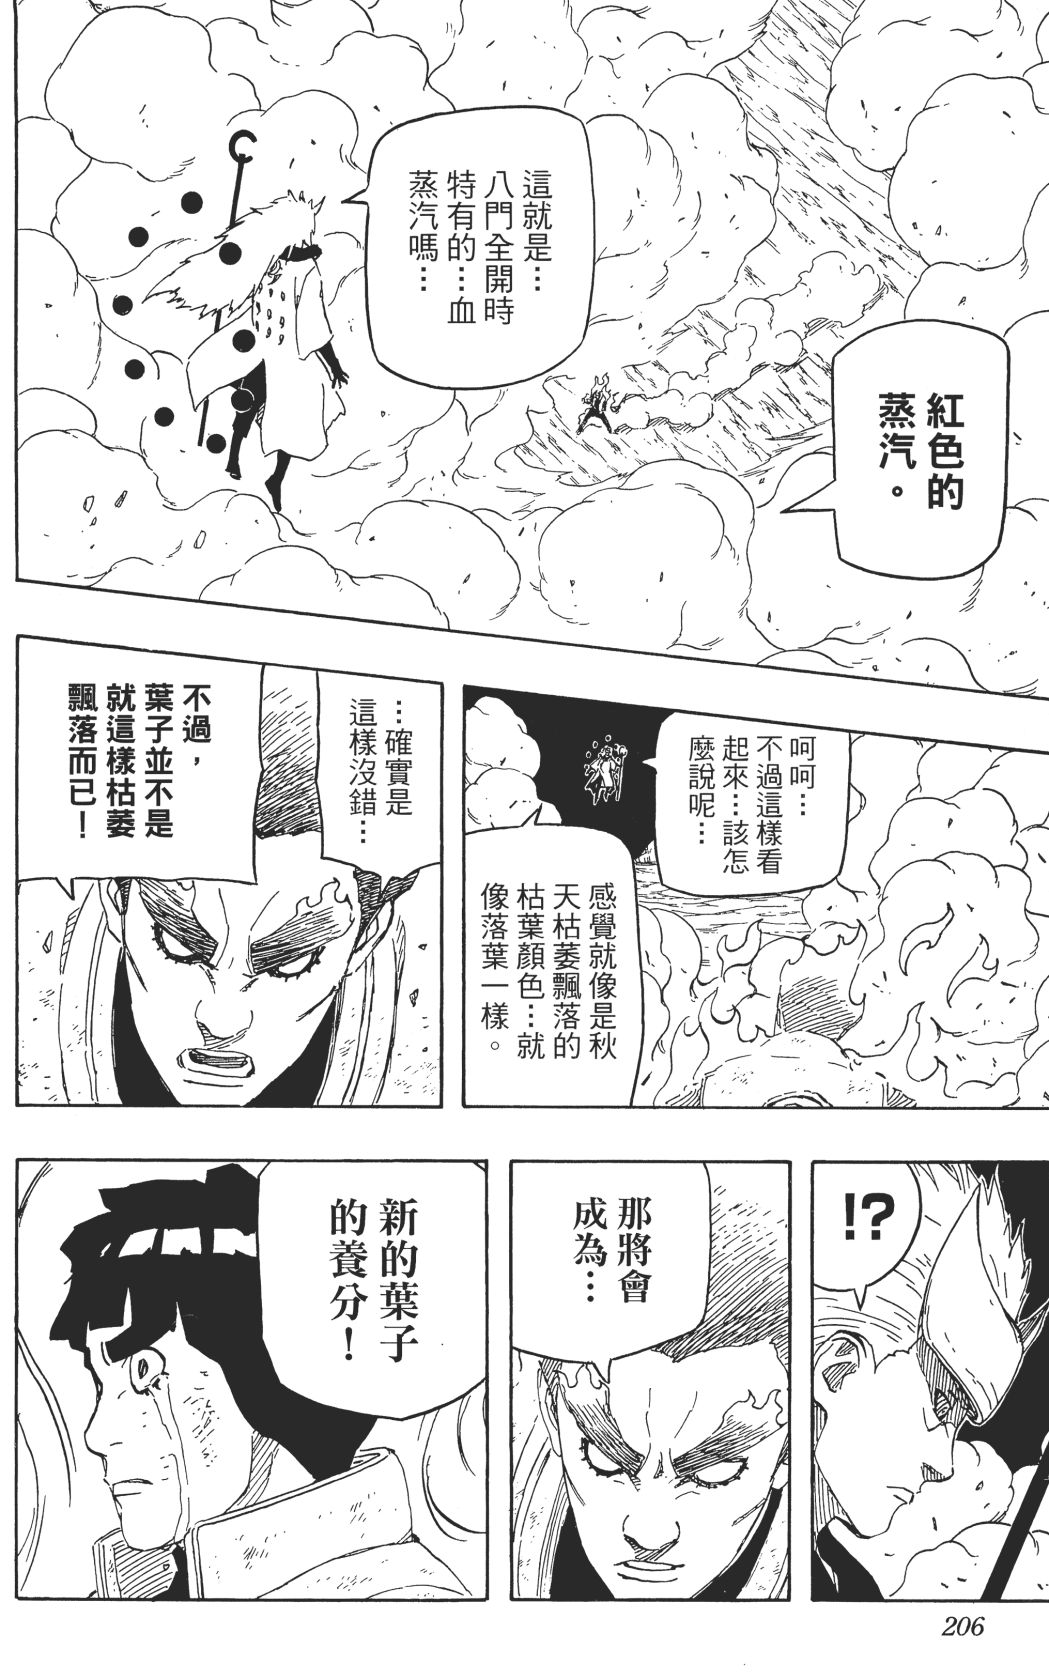 紅色的
蒸汽。
這就是…
八門全開時
特有的…血
蒸汽嗎…
呵呵…
不過這樣看
起來…該怎
麼說呢…
感覺就像是秋
天枯萎飄落的
枯葉顏色…就
像落葉一樣。
…確實是
這樣沒錯…
不過，
葉子並不是
就這樣枯萎
飄落而已！
!?
那將會
成為…
新的葉子
的養分！
206